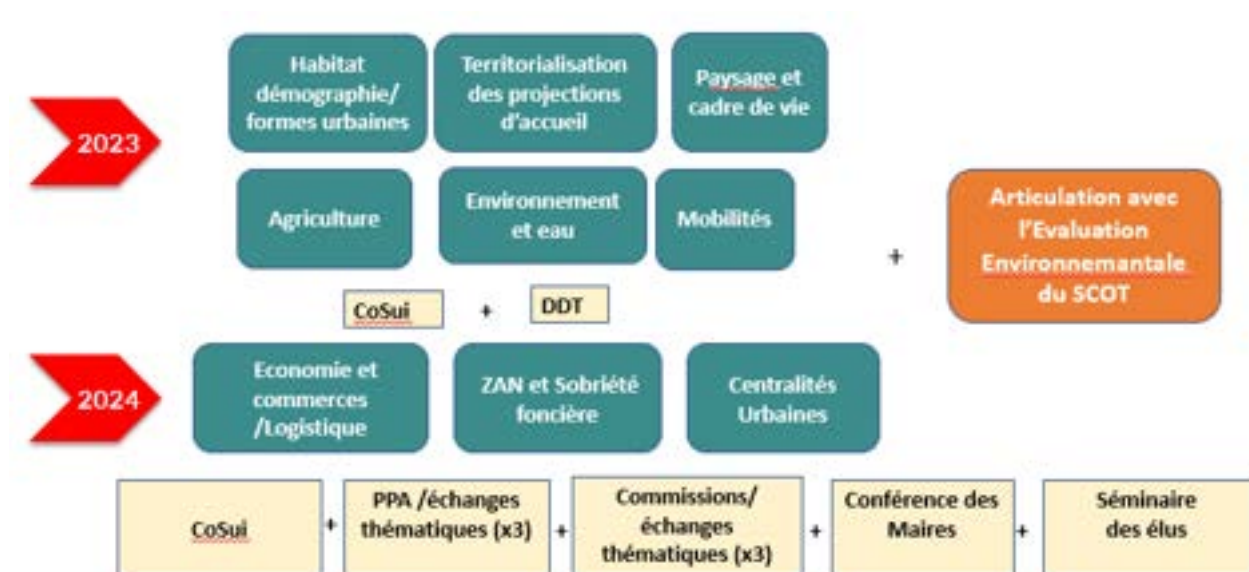 2023
Habitat
démographie/
formes urbaines
Territorialisation
des projections
d'accueil
Paysage et
cadre de vie
Agriculture
Environnement
et eau
Mobilités
+
Articulation avec
l'Evaluation
Environnemantale
du SCOT
CoSui
+
DDT
2024
Economie et
commerces
/Logistique
ZAN et Sobriété
foncière
Centralités
Urbaines
CoSui
+
PPA /échanges
thématiques (x3)
+
Commissions/
échanges
thématiques (x3)
+
Conférence des
Maires
+
Séminaire
des élus